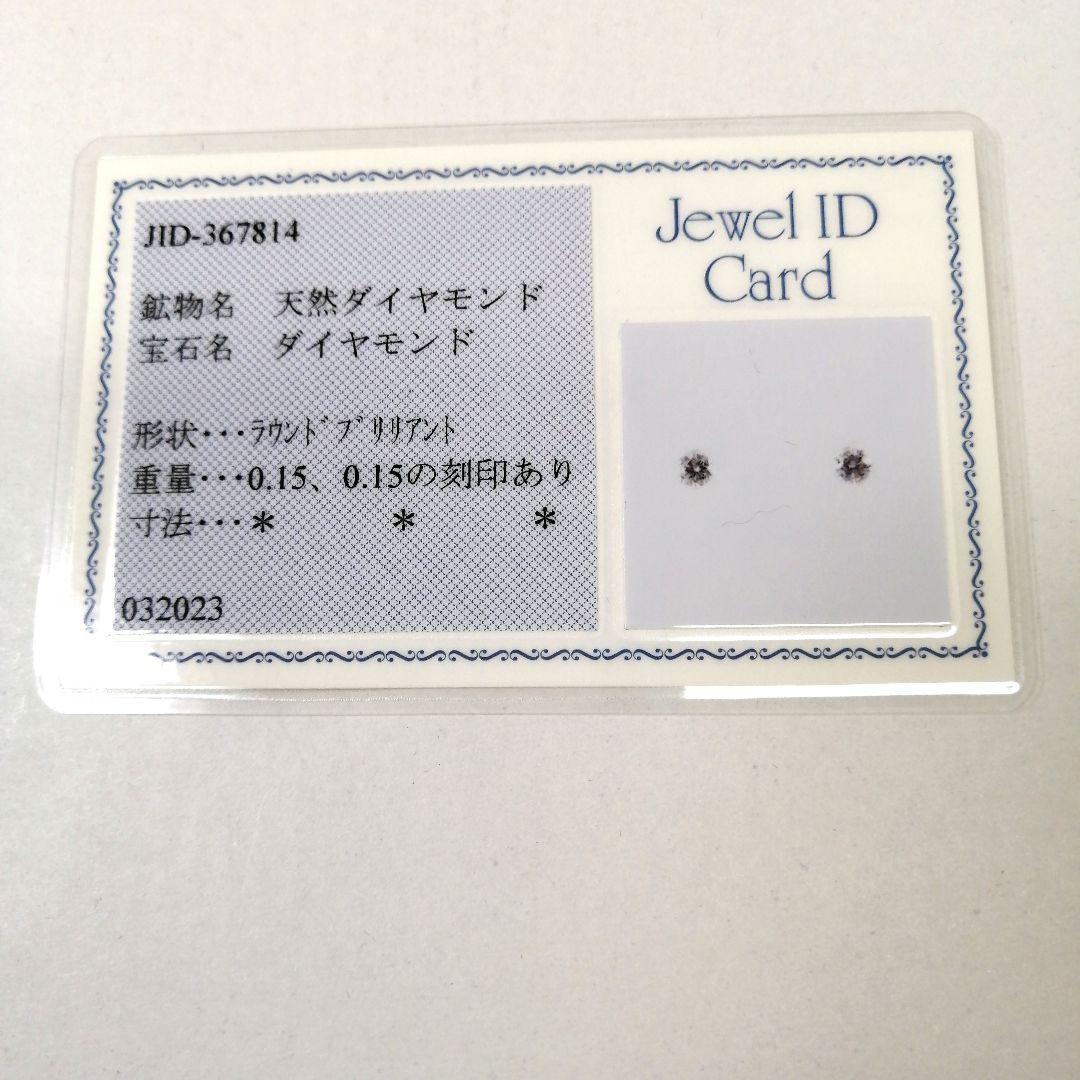 JID-367814
鉱物名　天然ダイヤモンド
宝石名　ダイヤモンド
形状･･･ﾗｳﾝﾄﾞﾌﾞﾘﾘｱﾝﾄ
重量･･･0.15、0.15の刻印あり
寸法･･･＊　　　＊　　　＊
032023
Jewel ID
Card